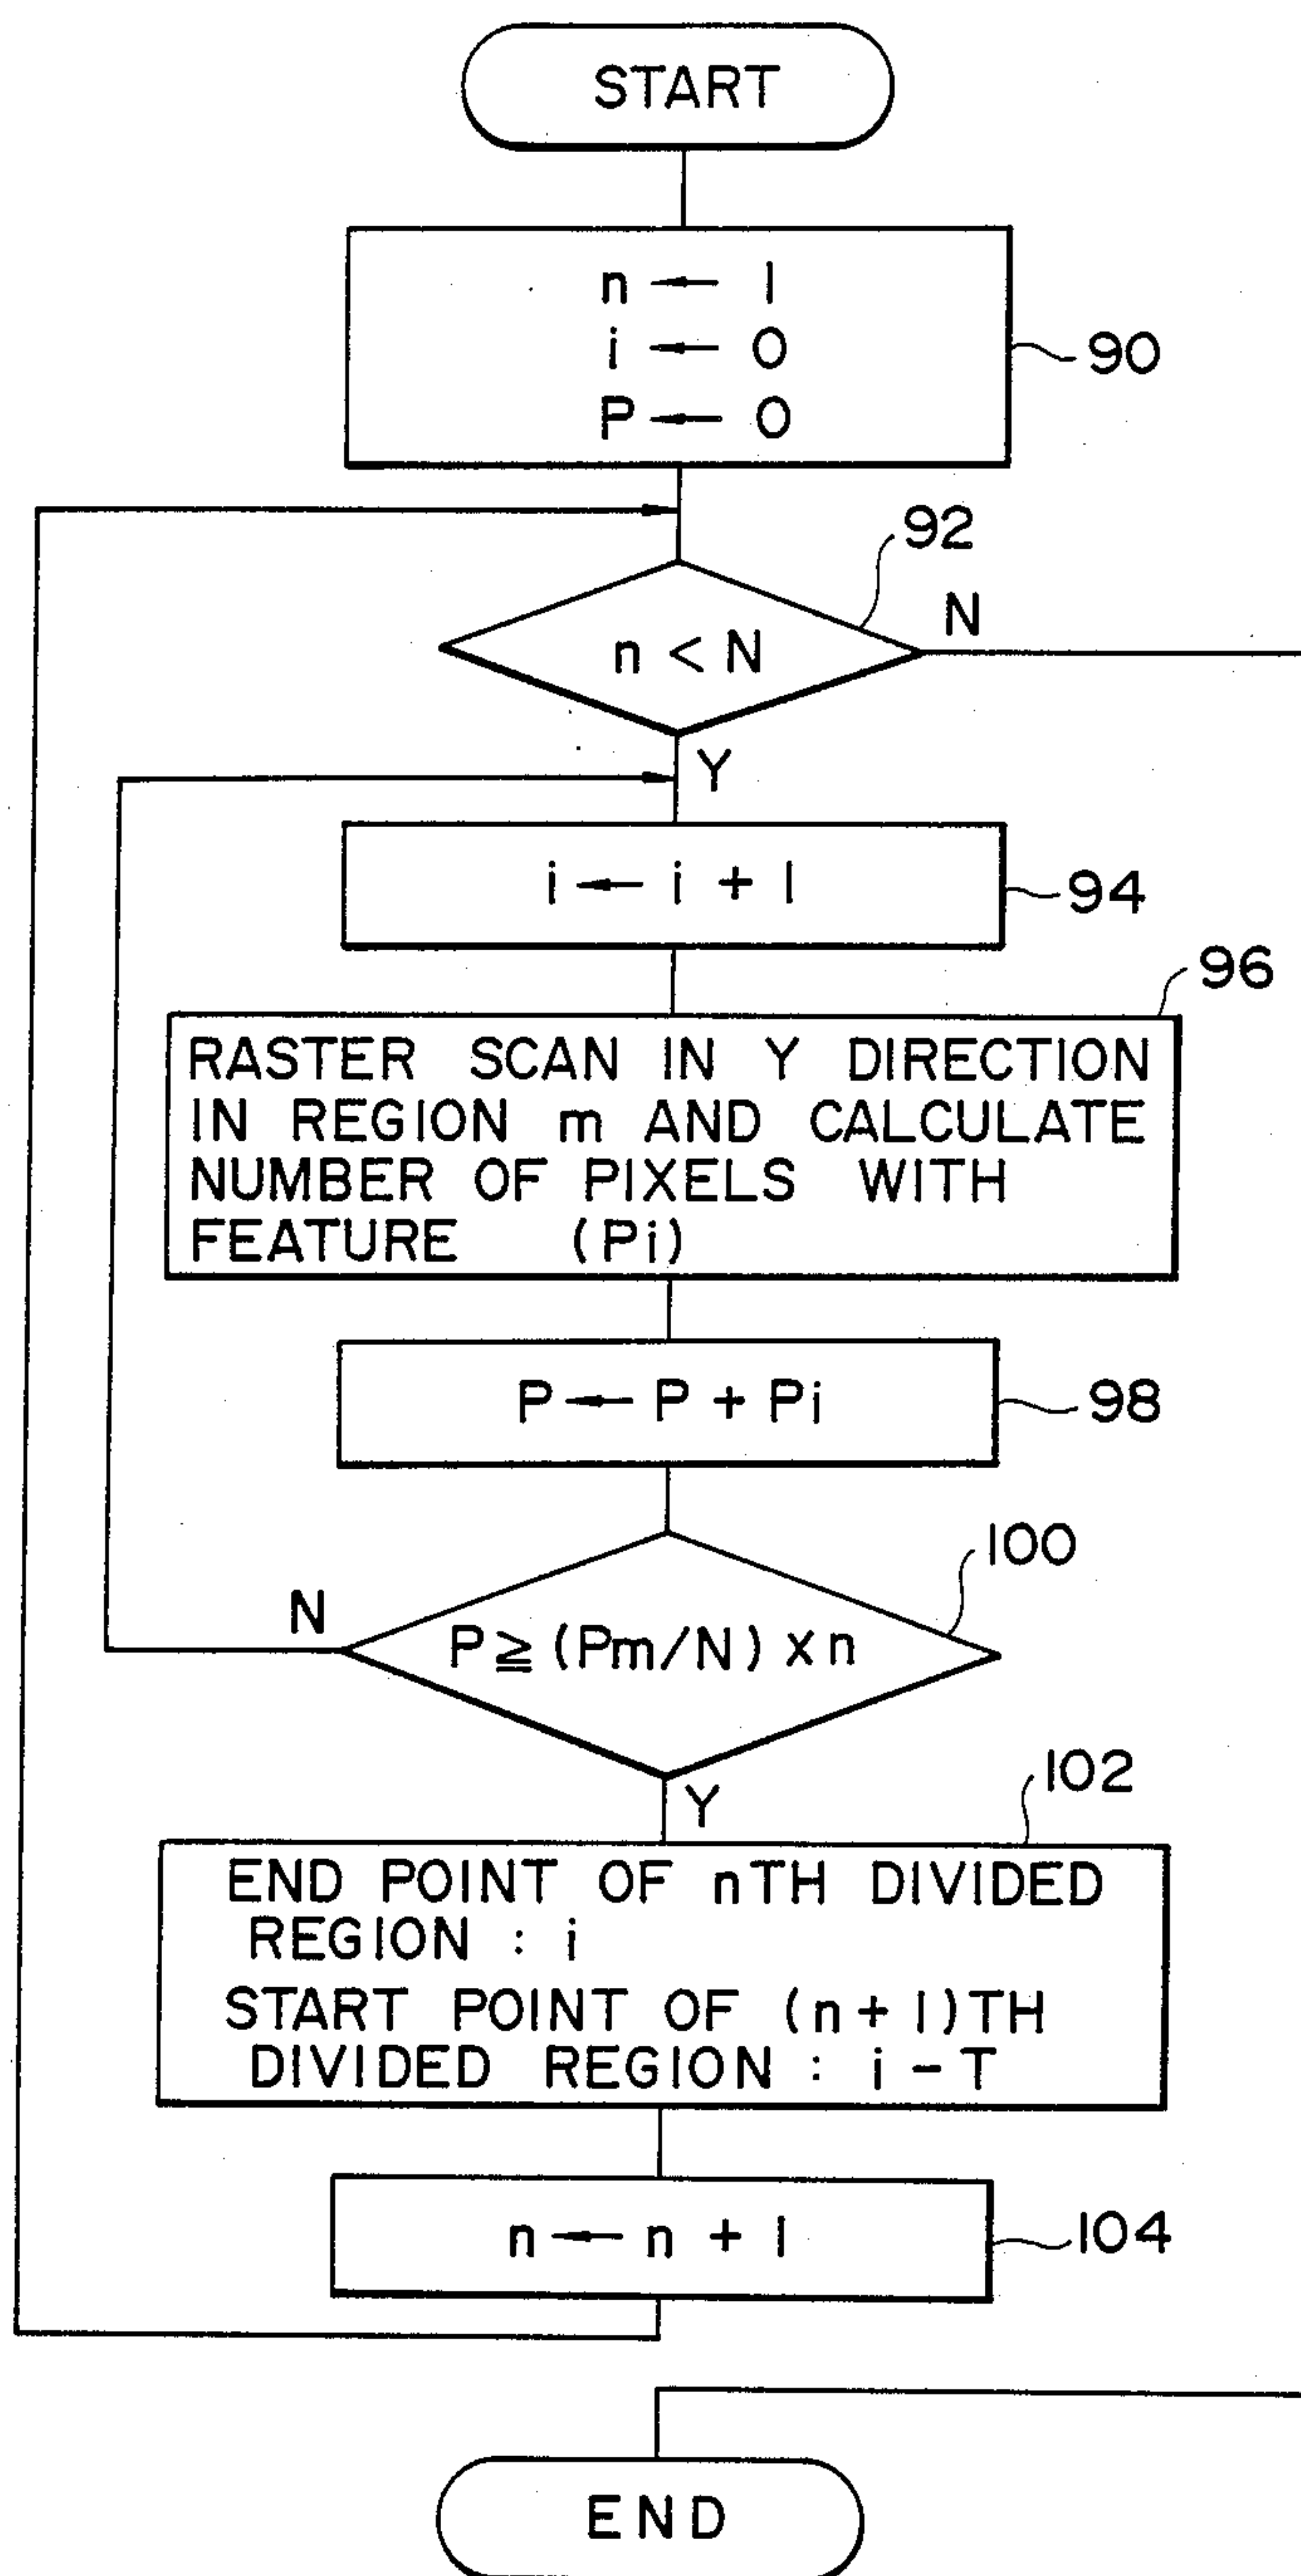 START
n ← 1
i ← 0
P ← 0
90
92
n < N
N
Y
i ← i + 1
94
96
RASTER SCAN IN Y DIRECTION
IN REGION m AND CALCULATE
NUMBER OF PIXELS WITH
FEATURE (Pi)
P ← P + Pi
98
100
N
P ≧ (Pm/N) x n
Y
102
END POINT OF nTH DIVIDED
REGION : i
START POINT OF (n + 1)TH
DIVIDED REGION : i - T
n ← n + 1
104
END